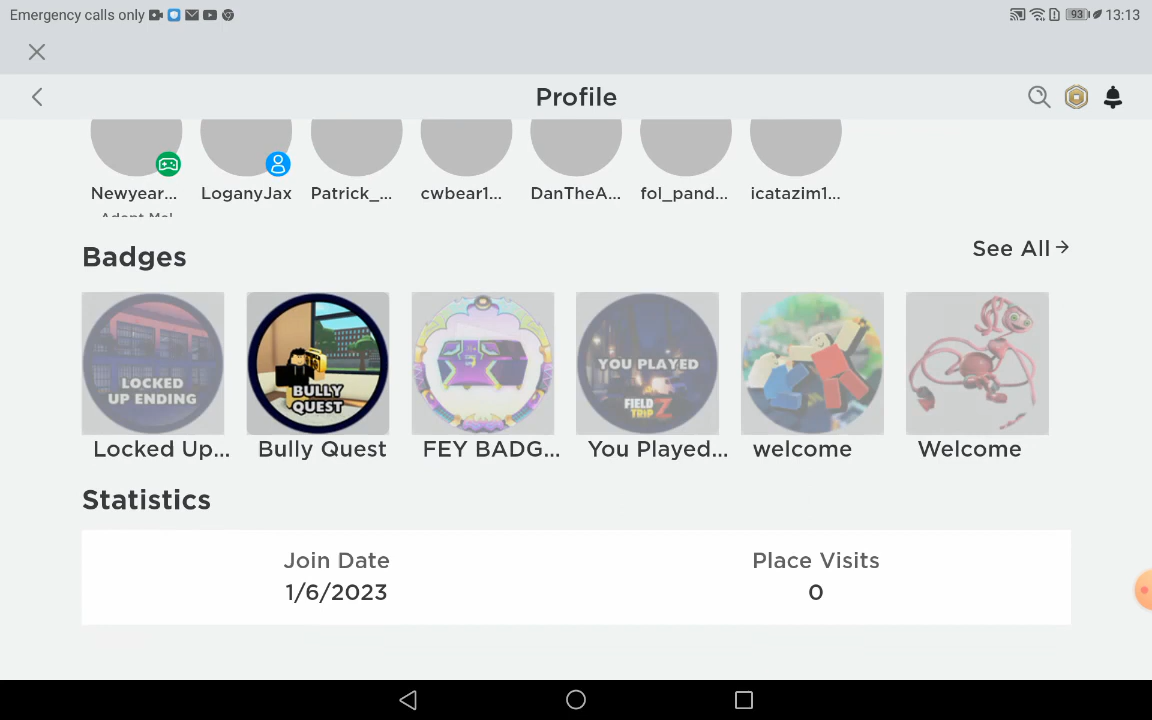 Emergency calls only
93
13:13
Profile
Newyear...
LoganyJax
Patrick_...
cwbear1...
DanTheA...
fol_pand...
icatazim1...
Adopt Me!
Badges
See All
LOCKED
UP ENDING
BULLY
QUEST
YOU PLAYED
FIELD
TRIP Z
Locked Up...
Bully Quest
FEY BADG...
You Played...
welcome
Welcome
Statistics
Join Date
Place Visits
1/6/2023
0